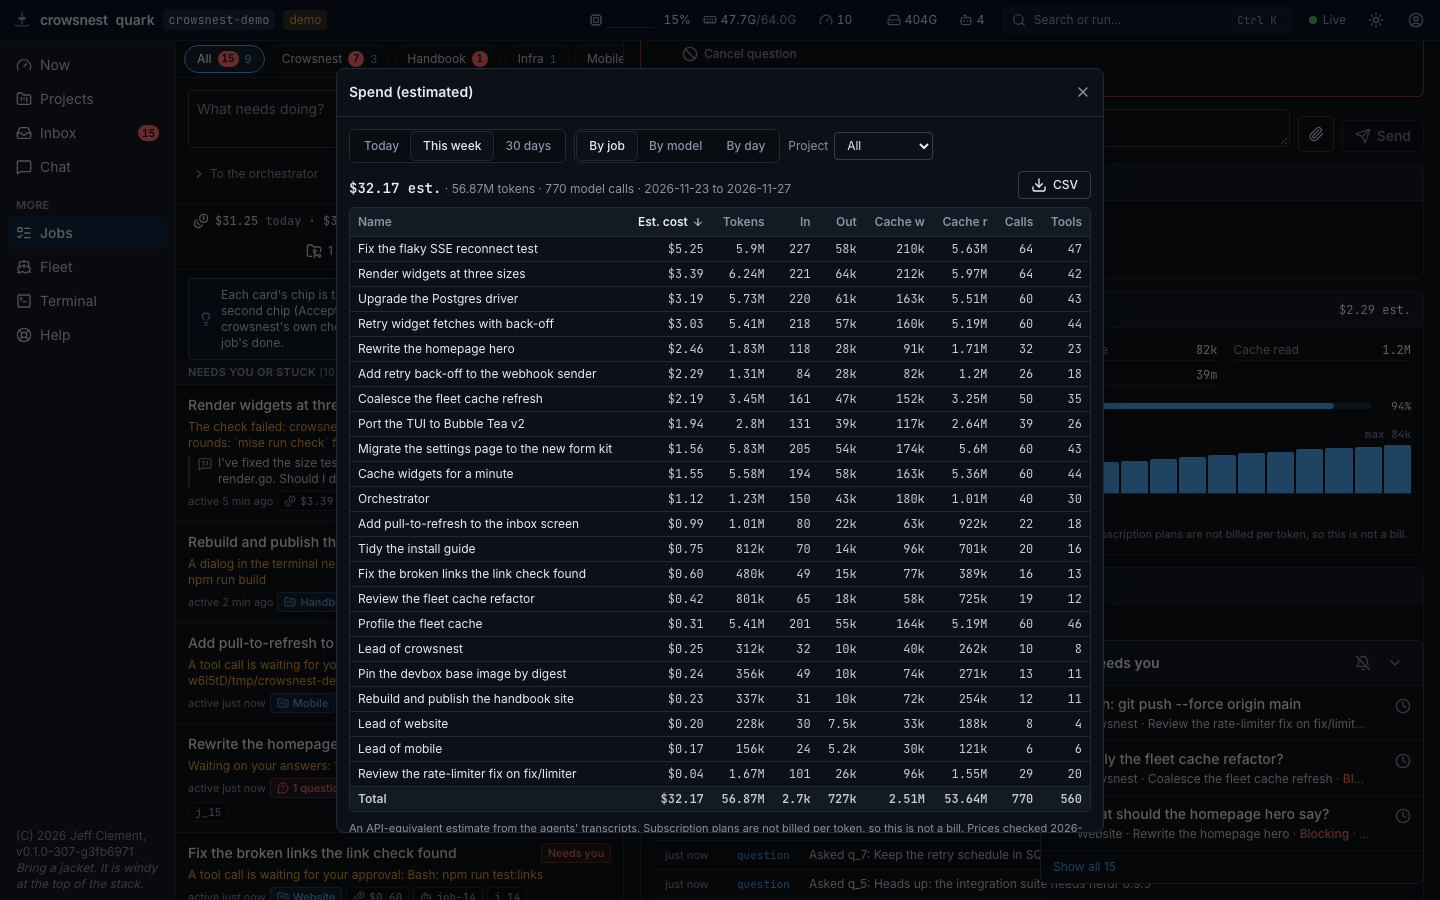 crowsnest quark crowsnest-demo demo 15% 47.7G/64.0G 10 404G 4 Search or run... Ctrl K Live
Now
Projects
Inbox 15
Chat
MORE
Jobs
Fleet
Terminal
Help
(C) 2026 Jeff Clement,
v0.1.0-307-g3fb6971
Bring a jacket. It is windy
at the top of the stack.
All 15 9 Crowsnest 7 3 Handbook 1 Infra 1 Mobile
What needs doing?
To the orchestrator
$31.25 today ·
1
Each card's chip is
second chip (Accep
crowsnest's own che
job's done.
NEEDS YOU OR STUCK (10
Render widgets at thre
The check failed: crowsne
rounds: `mise run check`
I've fixed the size tes
render.go. Should I d
active 5 min ago $3.39
Rebuild and publish th
A dialog in the terminal ne
npm run build
active 2 min ago Handb
Add pull-to-refresh to
A tool call is waiting for yo
w6i5tD/tmp/crowsnest-de
active just now Mobile
Rewrite the homepage
Waiting on your answers:
active just now 1 questio
j_15
Fix the broken links the link check found Needs you
A tool call is waiting for your approval: Bash: npm run test:links
active just now Website $0.60 job-14 j_14
Cancel question
Send
$2.29 est.
82k Cache read 1.2M
39m
94%
max 84k
bscription plans are not billed per token, so this is not a bill.
Spend (estimated)
Today This week 30 days By job By model By day Project All
$32.17 est. · 56.87M tokens · 770 model calls · 2026-11-23 to 2026-11-27 CSV
Name Est. cost ↓ Tokens In Out Cache w Cache r Calls Tools
Fix the flaky SSE reconnect test $5.25 5.9M 227 58k 210k 5.63M 64 47
Render widgets at three sizes $3.39 6.24M 221 64k 212k 5.97M 64 42
Upgrade the Postgres driver $3.19 5.73M 220 61k 163k 5.51M 60 43
Retry widget fetches with back-off $3.03 5.41M 218 57k 160k 5.19M 60 44
Rewrite the homepage hero $2.46 1.83M 118 28k 91k 1.71M 32 23
Add retry back-off to the webhook sender $2.29 1.31M 84 28k 82k 1.2M 26 18
Coalesce the fleet cache refresh $2.19 3.45M 161 47k 152k 3.25M 50 35
Port the TUI to Bubble Tea v2 $1.94 2.8M 131 39k 117k 2.64M 39 26
Migrate the settings page to the new form kit $1.56 5.83M 205 54k 174k 5.6M 60 43
Cache widgets for a minute $1.55 5.58M 194 58k 163k 5.36M 60 44
Orchestrator $1.12 1.23M 150 43k 180k 1.01M 40 30
Add pull-to-refresh to the inbox screen $0.99 1.01M 80 22k 63k 922k 22 18
Tidy the install guide $0.75 812k 70 14k 96k 701k 20 16
Fix the broken links the link check found $0.60 480k 49 15k 77k 389k 16 13
Review the fleet cache refactor $0.42 801k 65 18k 58k 725k 19 12
Profile the fleet cache $0.31 5.41M 201 55k 164k 5.19M 60 46
Lead of crowsnest $0.25 312k 32 10k 40k 262k 10 8
Pin the devbox base image by digest $0.24 356k 49 10k 74k 271k 13 11
Rebuild and publish the handbook site $0.23 337k 31 10k 72k 254k 12 11
Lead of website $0.20 228k 30 7.5k 33k 188k 8 4
Lead of mobile $0.17 156k 24 5.2k 30k 121k 6 6
Review the rate-limiter fix on fix/limiter $0.04 1.67M 101 26k 96k 1.55M 29 20
Total $32.17 56.87M 2.7k 727k 2.51M 53.64M 770 560
An API-equivalent estimate from the agents' transcripts. Subscription plans are not billed per token, so this is not a bill. Prices checked 2026-
eeds you
h: git push --force origin main
wsnest · Review the rate-limiter fix on fix/limit...
ly the fleet cache refactor?
wsnest · Coalesce the fleet cache refresh · Bl...
at should the homepage hero say?
Website · Rewrite the homepage hero · Blocking · ...
Show all 15
just now question Asked q_7: Keep the retry schedule in SQ
just now question Asked q_5: Heads up: the integration suite needs nerdr 0.9.5